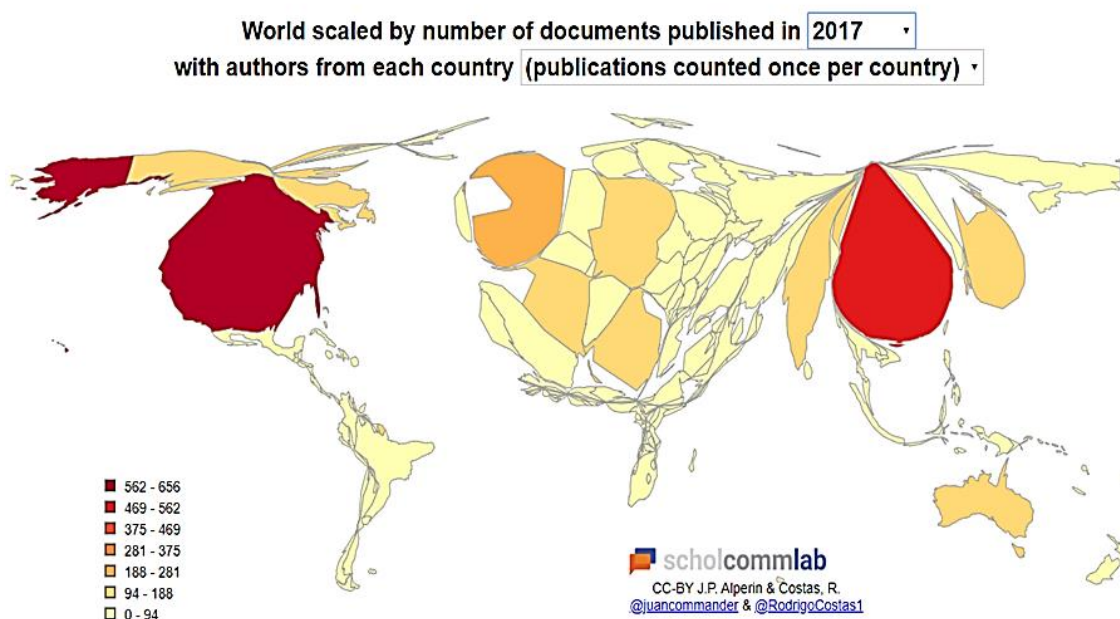 World scaled by number of documents published in 2017
with authors from each country (publications counted once per country)
562 - 656
469 - 562
375 - 469
281 - 375
188 - 281
94 - 188
0 - 94
scholcommlab
CC-BY J.P. Alperin & Costas, R.
@juancommander & @RodrigoCostas1